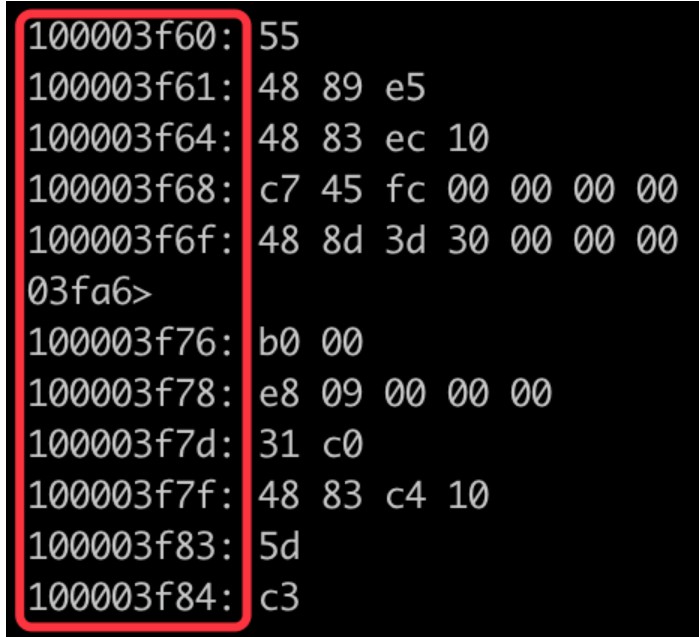 100003f60: 55
100003f61: 48 89 e5
100003f64: 48 83 ec 10
100003f68: c7 45 fc 00 00 00 00
100003f6f: 48 8d 3d 30 00 00 00
03fa6>
100003f76: b0 00
100003f78: e8 09 00 00 00
100003f7d: 31 c0
100003f7f: 48 83 c4 10
100003f83: 5d
100003f84: c3